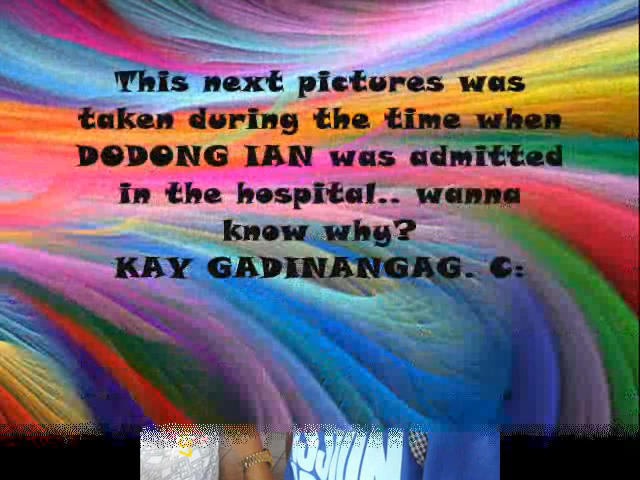 This next pictures was
taken during the time when
DODONG IAN was admitted
in the hospital.. wanna
know why?
KAY GADINANGAG. C: